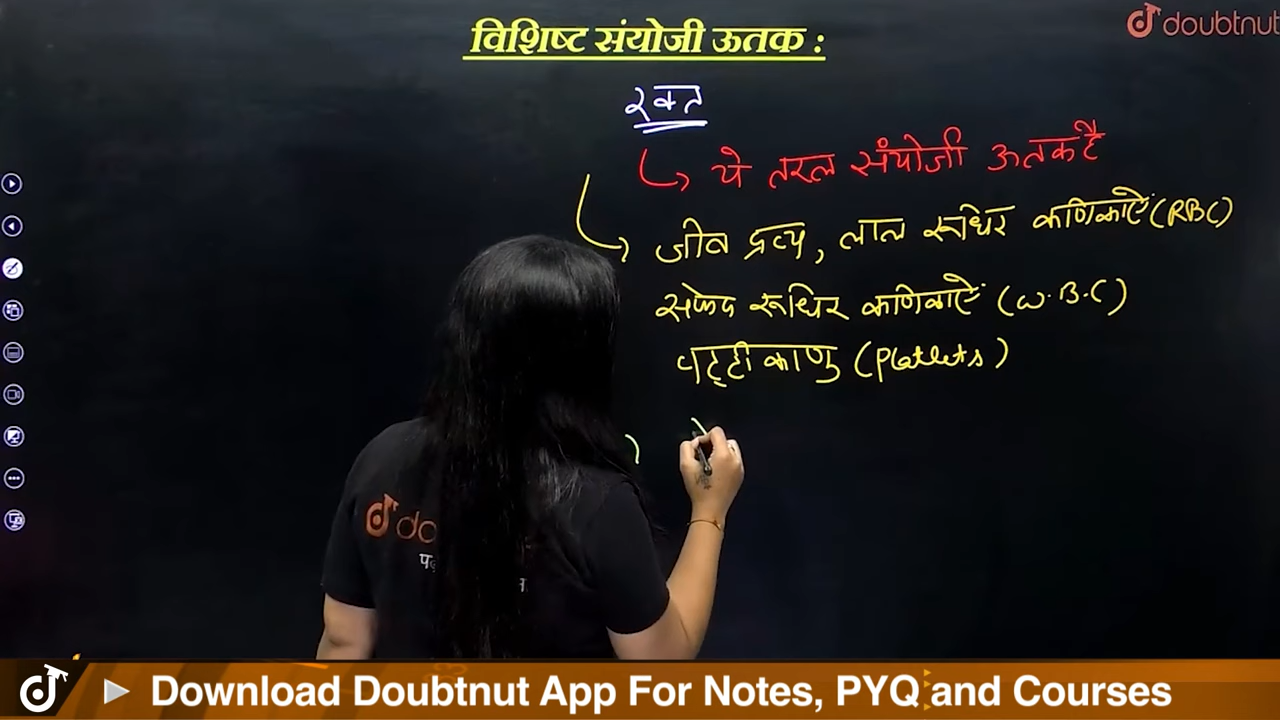 doubtnut
विशिष्ट संयोजी ऊतक :
रक्त
ये तरल संयोजी ऊतक है
जीव द्रव्य, लाल रूधिर कणिकाऐं (RBC)
सफेद रूधिर कणिकाऐं (W.B.C)
पट्टीकाणु (Platlets)
do
Download Doubtnut App For Notes, PYQ and Courses